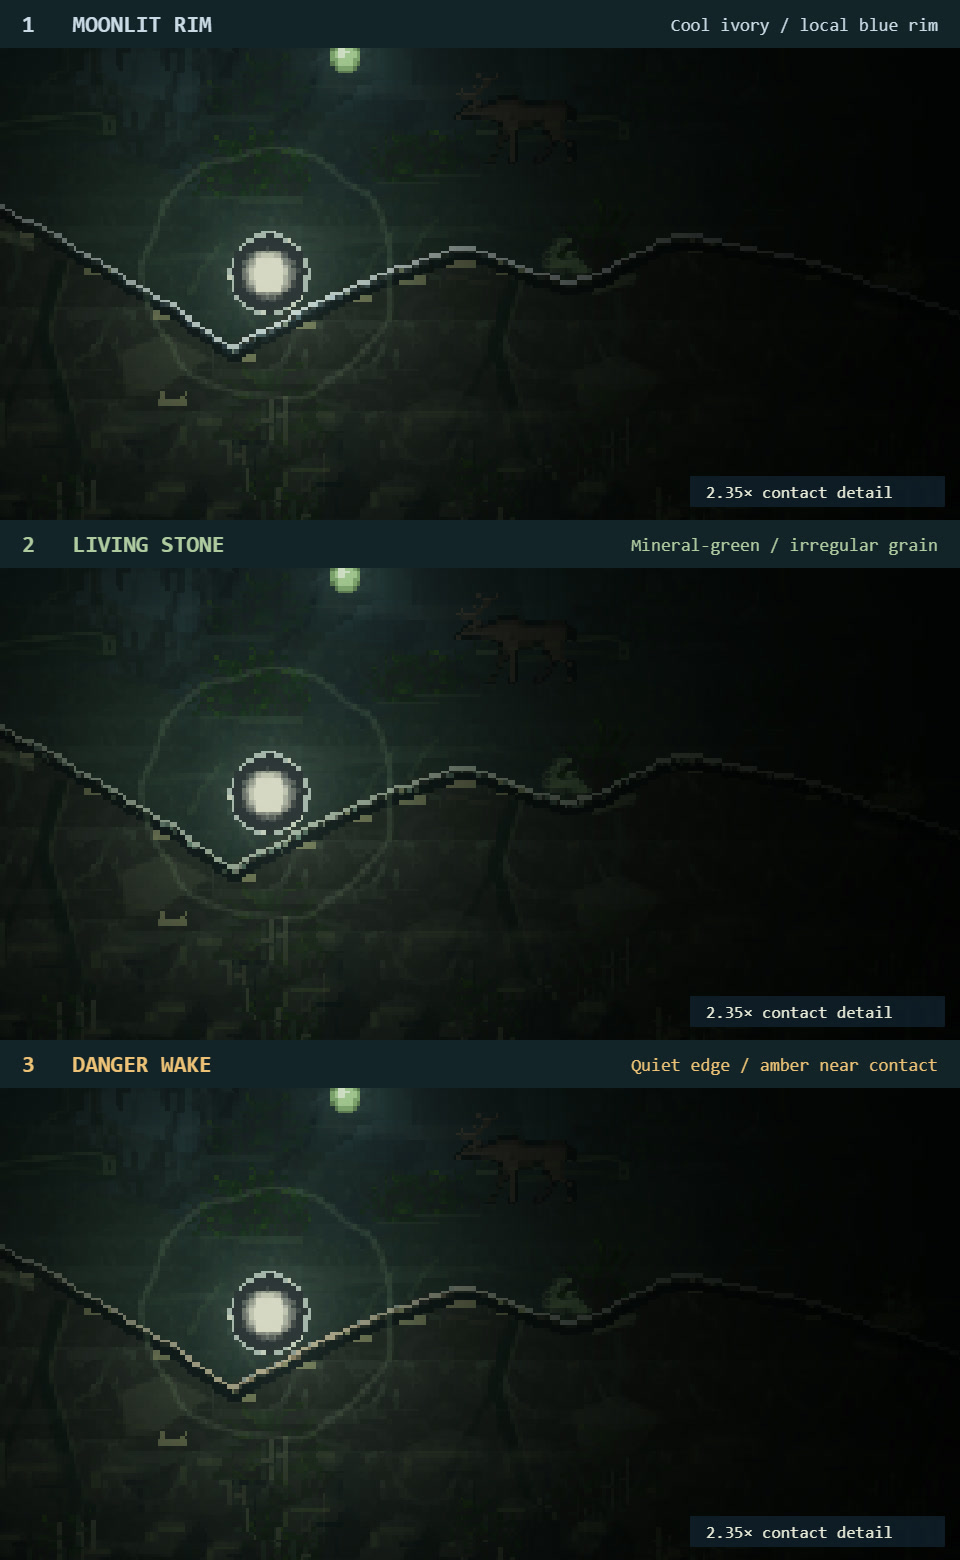 1 MOONLIT RIM Cool ivory / local blue rim
2.35× contact detail
2 LIVING STONE Mineral-green / irregular grain
2.35× contact detail
3 DANGER WAKE Quiet edge / amber near contact
2.35× contact detail